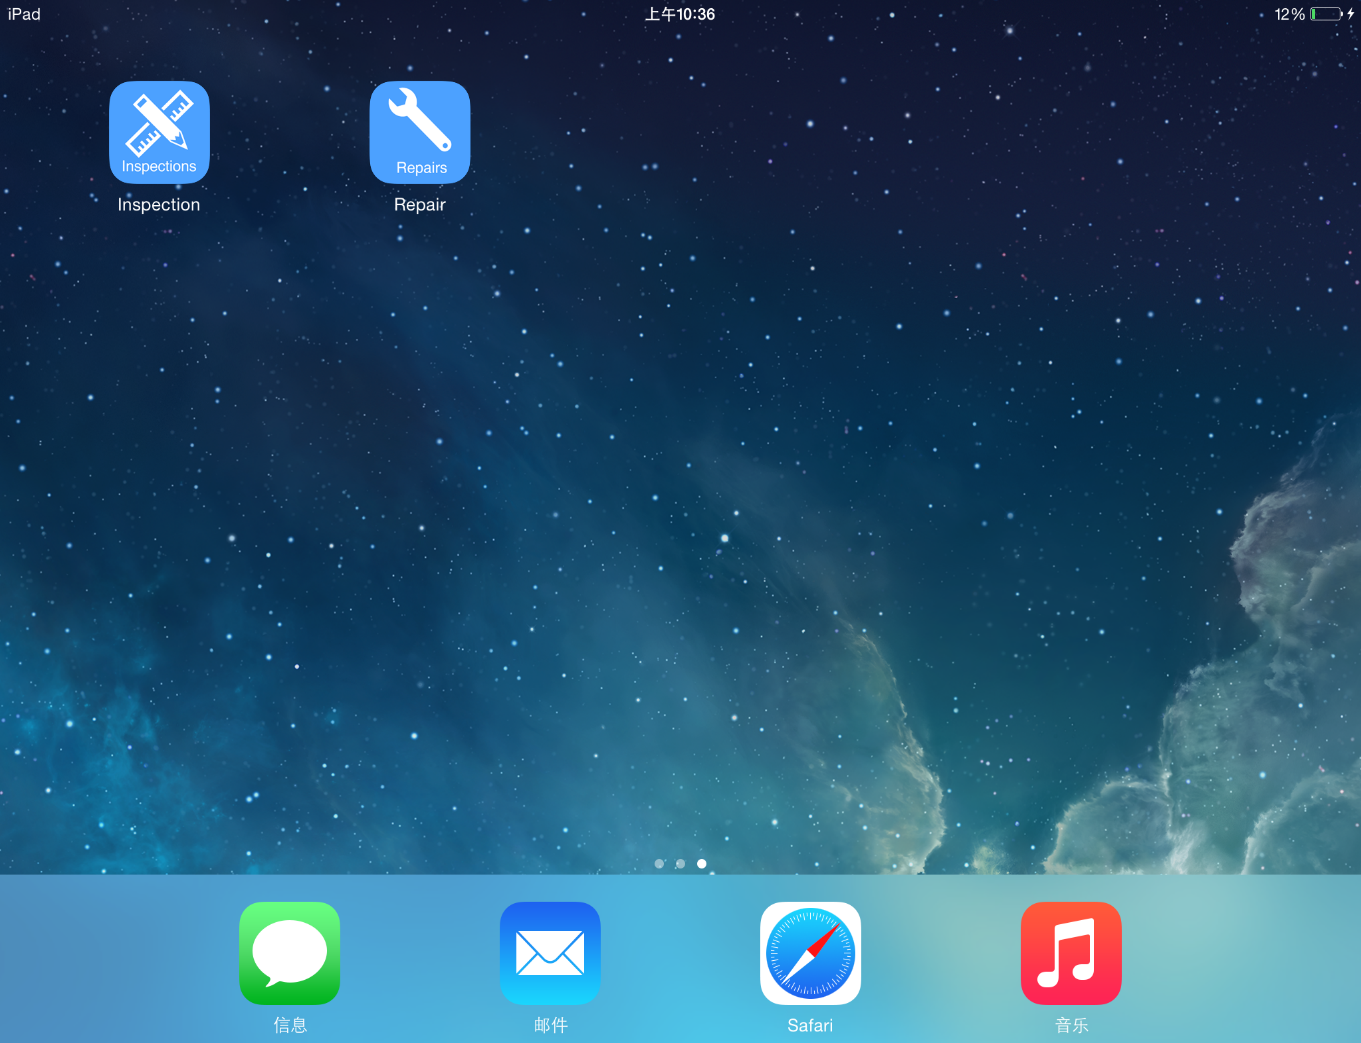 iPad
上午10:36
12%
Inspections
Repairs
Inspection
Repair
信息
邮件
Safari
音乐